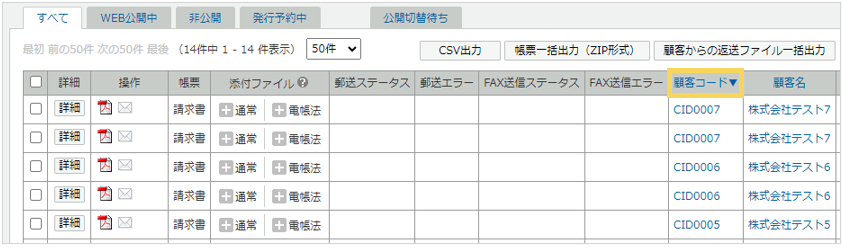 すべて WEB公開中 非公開 発行予約中 公開切替待ち
最初 前の50件 次の50件 最後 (14件中 1 - 14 件表示) 50件 CSV出力 帳票一括出力（ZIP形式） 顧客からの返送ファイル一括出力
詳細 操作 帳票 添付ファイル ? 郵送ステータス 郵送エラー FAX送信ステータス FAX送信エラー 顧客コード▼ 顧客名
詳細 請求書 通常 電帳法 CID0007 株式会社テスト7
詳細 請求書 通常 電帳法 CID0007 株式会社テスト7
詳細 請求書 通常 電帳法 CID0006 株式会社テスト6
詳細 請求書 通常 電帳法 CID0006 株式会社テスト6
詳細 請求書 通常 電帳法 CID0005 株式会社テスト5